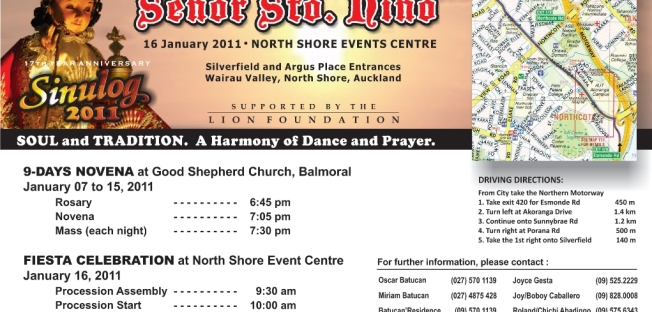 Señor Sto. Niño
16 January 2011 • NORTH SHORE EVENTS CENTRE
Silverfield and Argus Place Entrances
Wairau Valley, North Shore, Auckland
17TH YEAR ANNIVERSARY
Sinulog
2011
SUPPORTED BY THE
LION FOUNDATION
SOUL and TRADITION. A Harmony of Dance and Prayer.
9-DAYS NOVENA at Good Shepherd Church, Balmoral
January 07 to 15, 2011
Rosary - - - - - - - - - - 6:45 pm
Novena - - - - - - - - - - 7:05 pm
Mass (each night) - - - - - - - - - - 7:30 pm
FIESTA CELEBRATION at North Shore Event Centre
January 16, 2011
Procession Assembly - - - - - - - - - - 9:30 am
Procession Start - - - - - - - - - - 10:00 am
NORTHCOTE
Esmonde Rd
DRIVING DIRECTIONS:
From City take the Northern Motorway
1. Take exit 420 for Esmonde Rd 450 m
2. Turn left at Akoranga Drive 1.4 km
3. Continue onto Sunnybrae Rd 1.2 km
4. Turn right at Porana Rd 500 m
5. Take the 1st right onto Silverfield 140 m
For further information, please contact :
Oscar Batucan (027) 570 1139 Joyce Gesta (09) 525.2229
Miriam Batucan (027) 4875 428 Joy/Boboy Caballero (09) 828.0008
Batucan'Residence (09) 570 1139 Roland/Chichi Abadingo (09) 575.6343